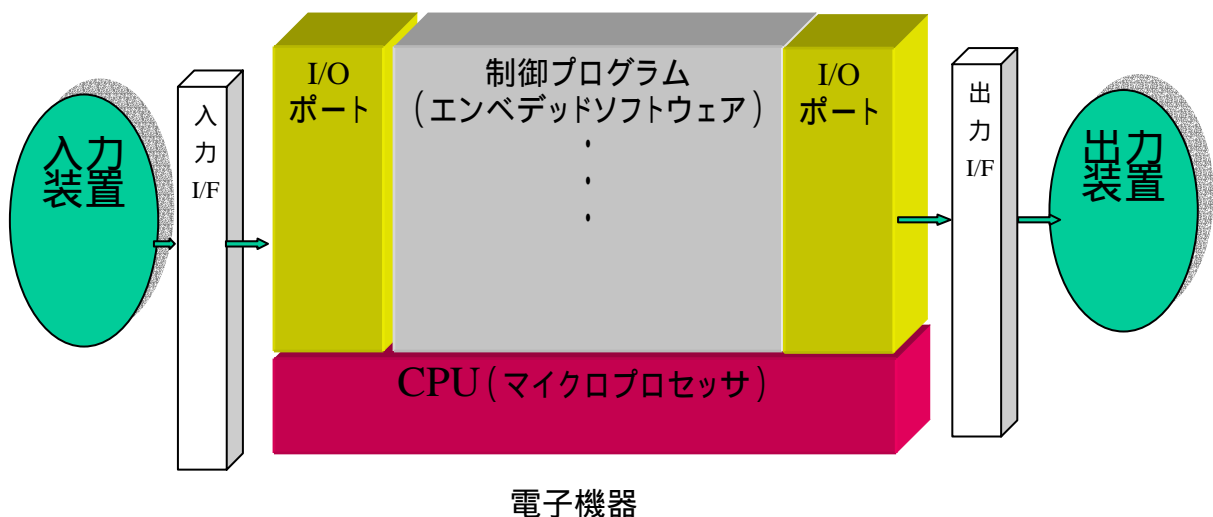 入力
装置
入
力
I/F
I/O
ポート
制御プログラム
(エンベデッドソフトウェア)
・
・
・
I/O
ポート
出
力
I/F
出力
装置
CPU(マイクロプロセッサ)
電子機器